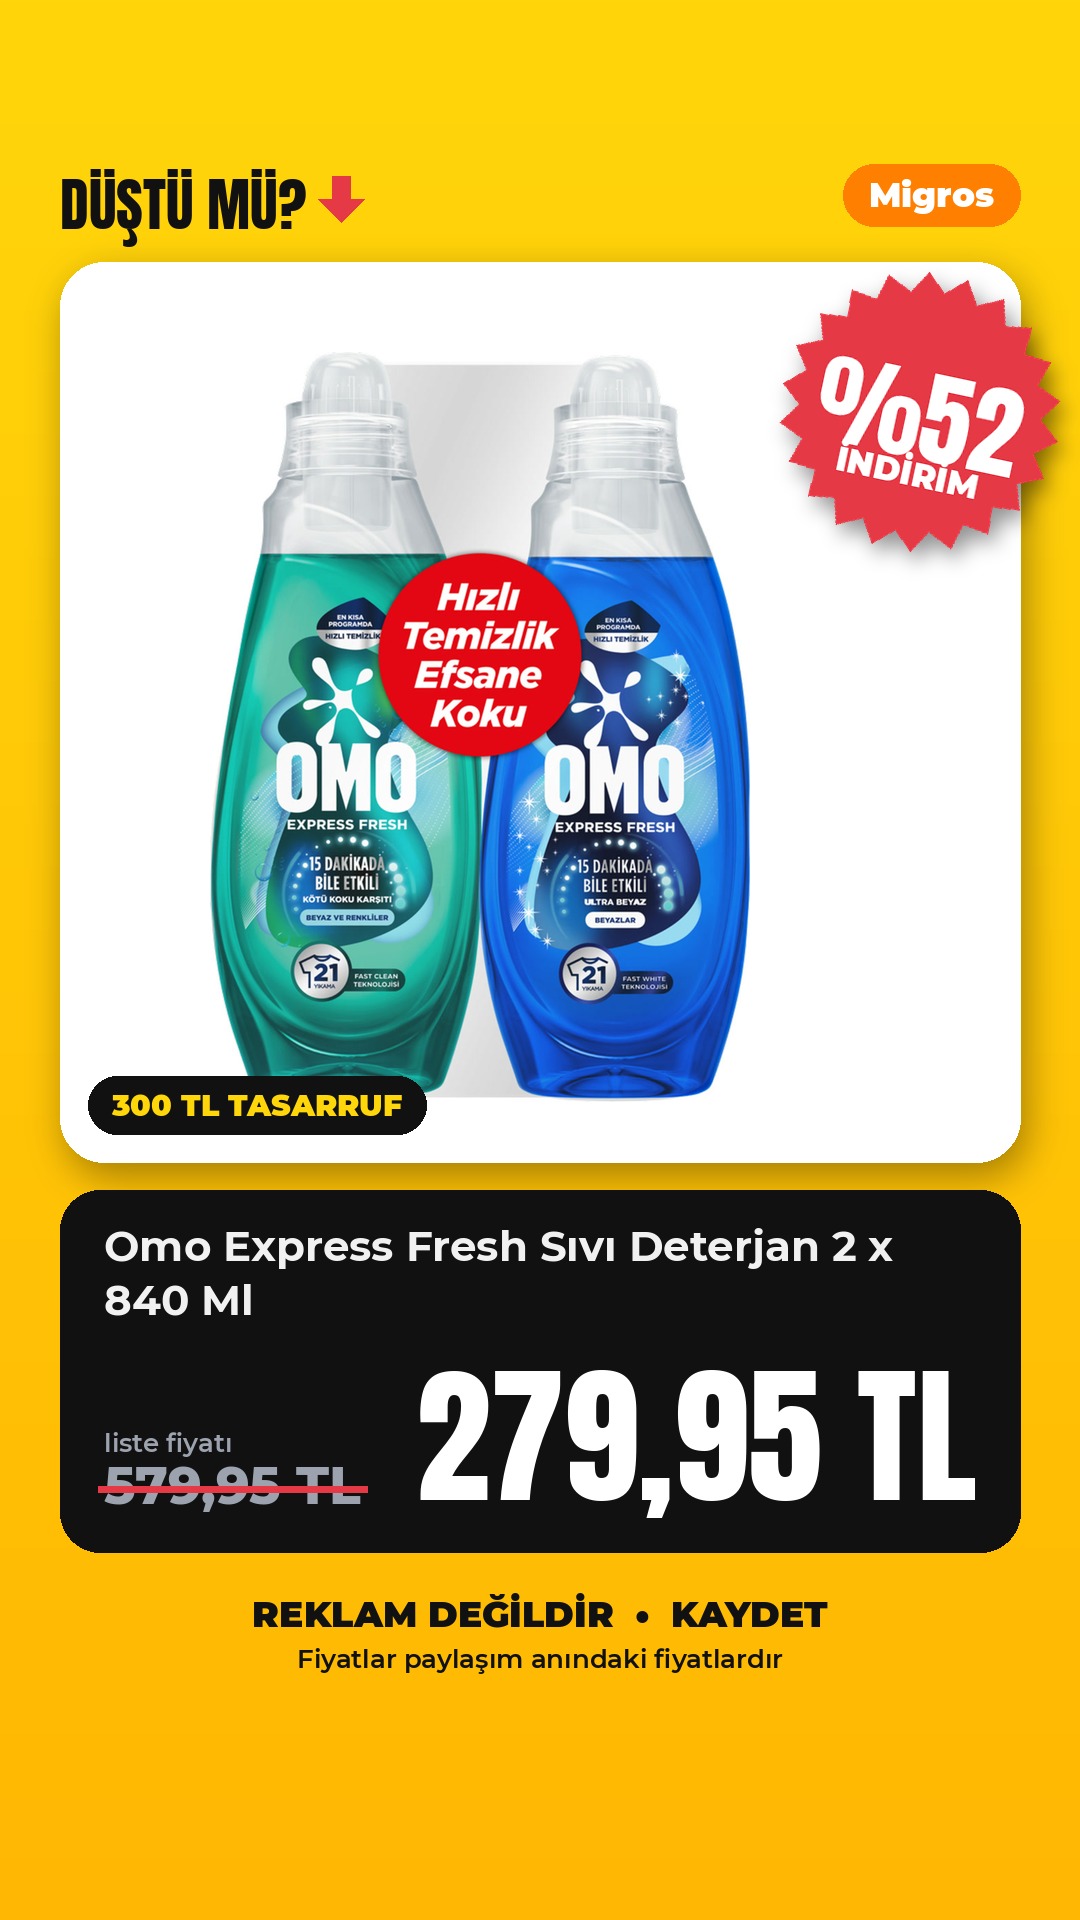 DÜŞTÜ MÜ?
Migros
%52
İNDİRİM
Hızlı
Temizlik
Efsane
Koku
EN KISA
PROGRAMDA
HIZLI TEMİZLİK
OMO
EXPRESS FRESH
15 DAKİKADA
BİLE ETKİLİ
KÖTÜ KOKU KARŞITI
BEYAZ VE RENKLİLER
21
YIKAMA
FAST CLEAN
TEKNOLOJİSİ
EN KISA
PROGRAMDA
HIZLI TEMİZLİK
OMO
EXPRESS FRESH
15 DAKİKADA
BİLE ETKİLİ
ULTRA BEYAZ
BEYAZLAR
21
YIKAMA
FAST WHITE
TEKNOLOJİSİ
300 TL TASARRUF
Omo Express Fresh Sıvı Deterjan 2 x
840 Ml
liste fiyatı
579,95 TL
279,95 TL
REKLAM DEĞİLDİR • KAYDET
Fiyatlar paylaşım anındaki fiyatlardır